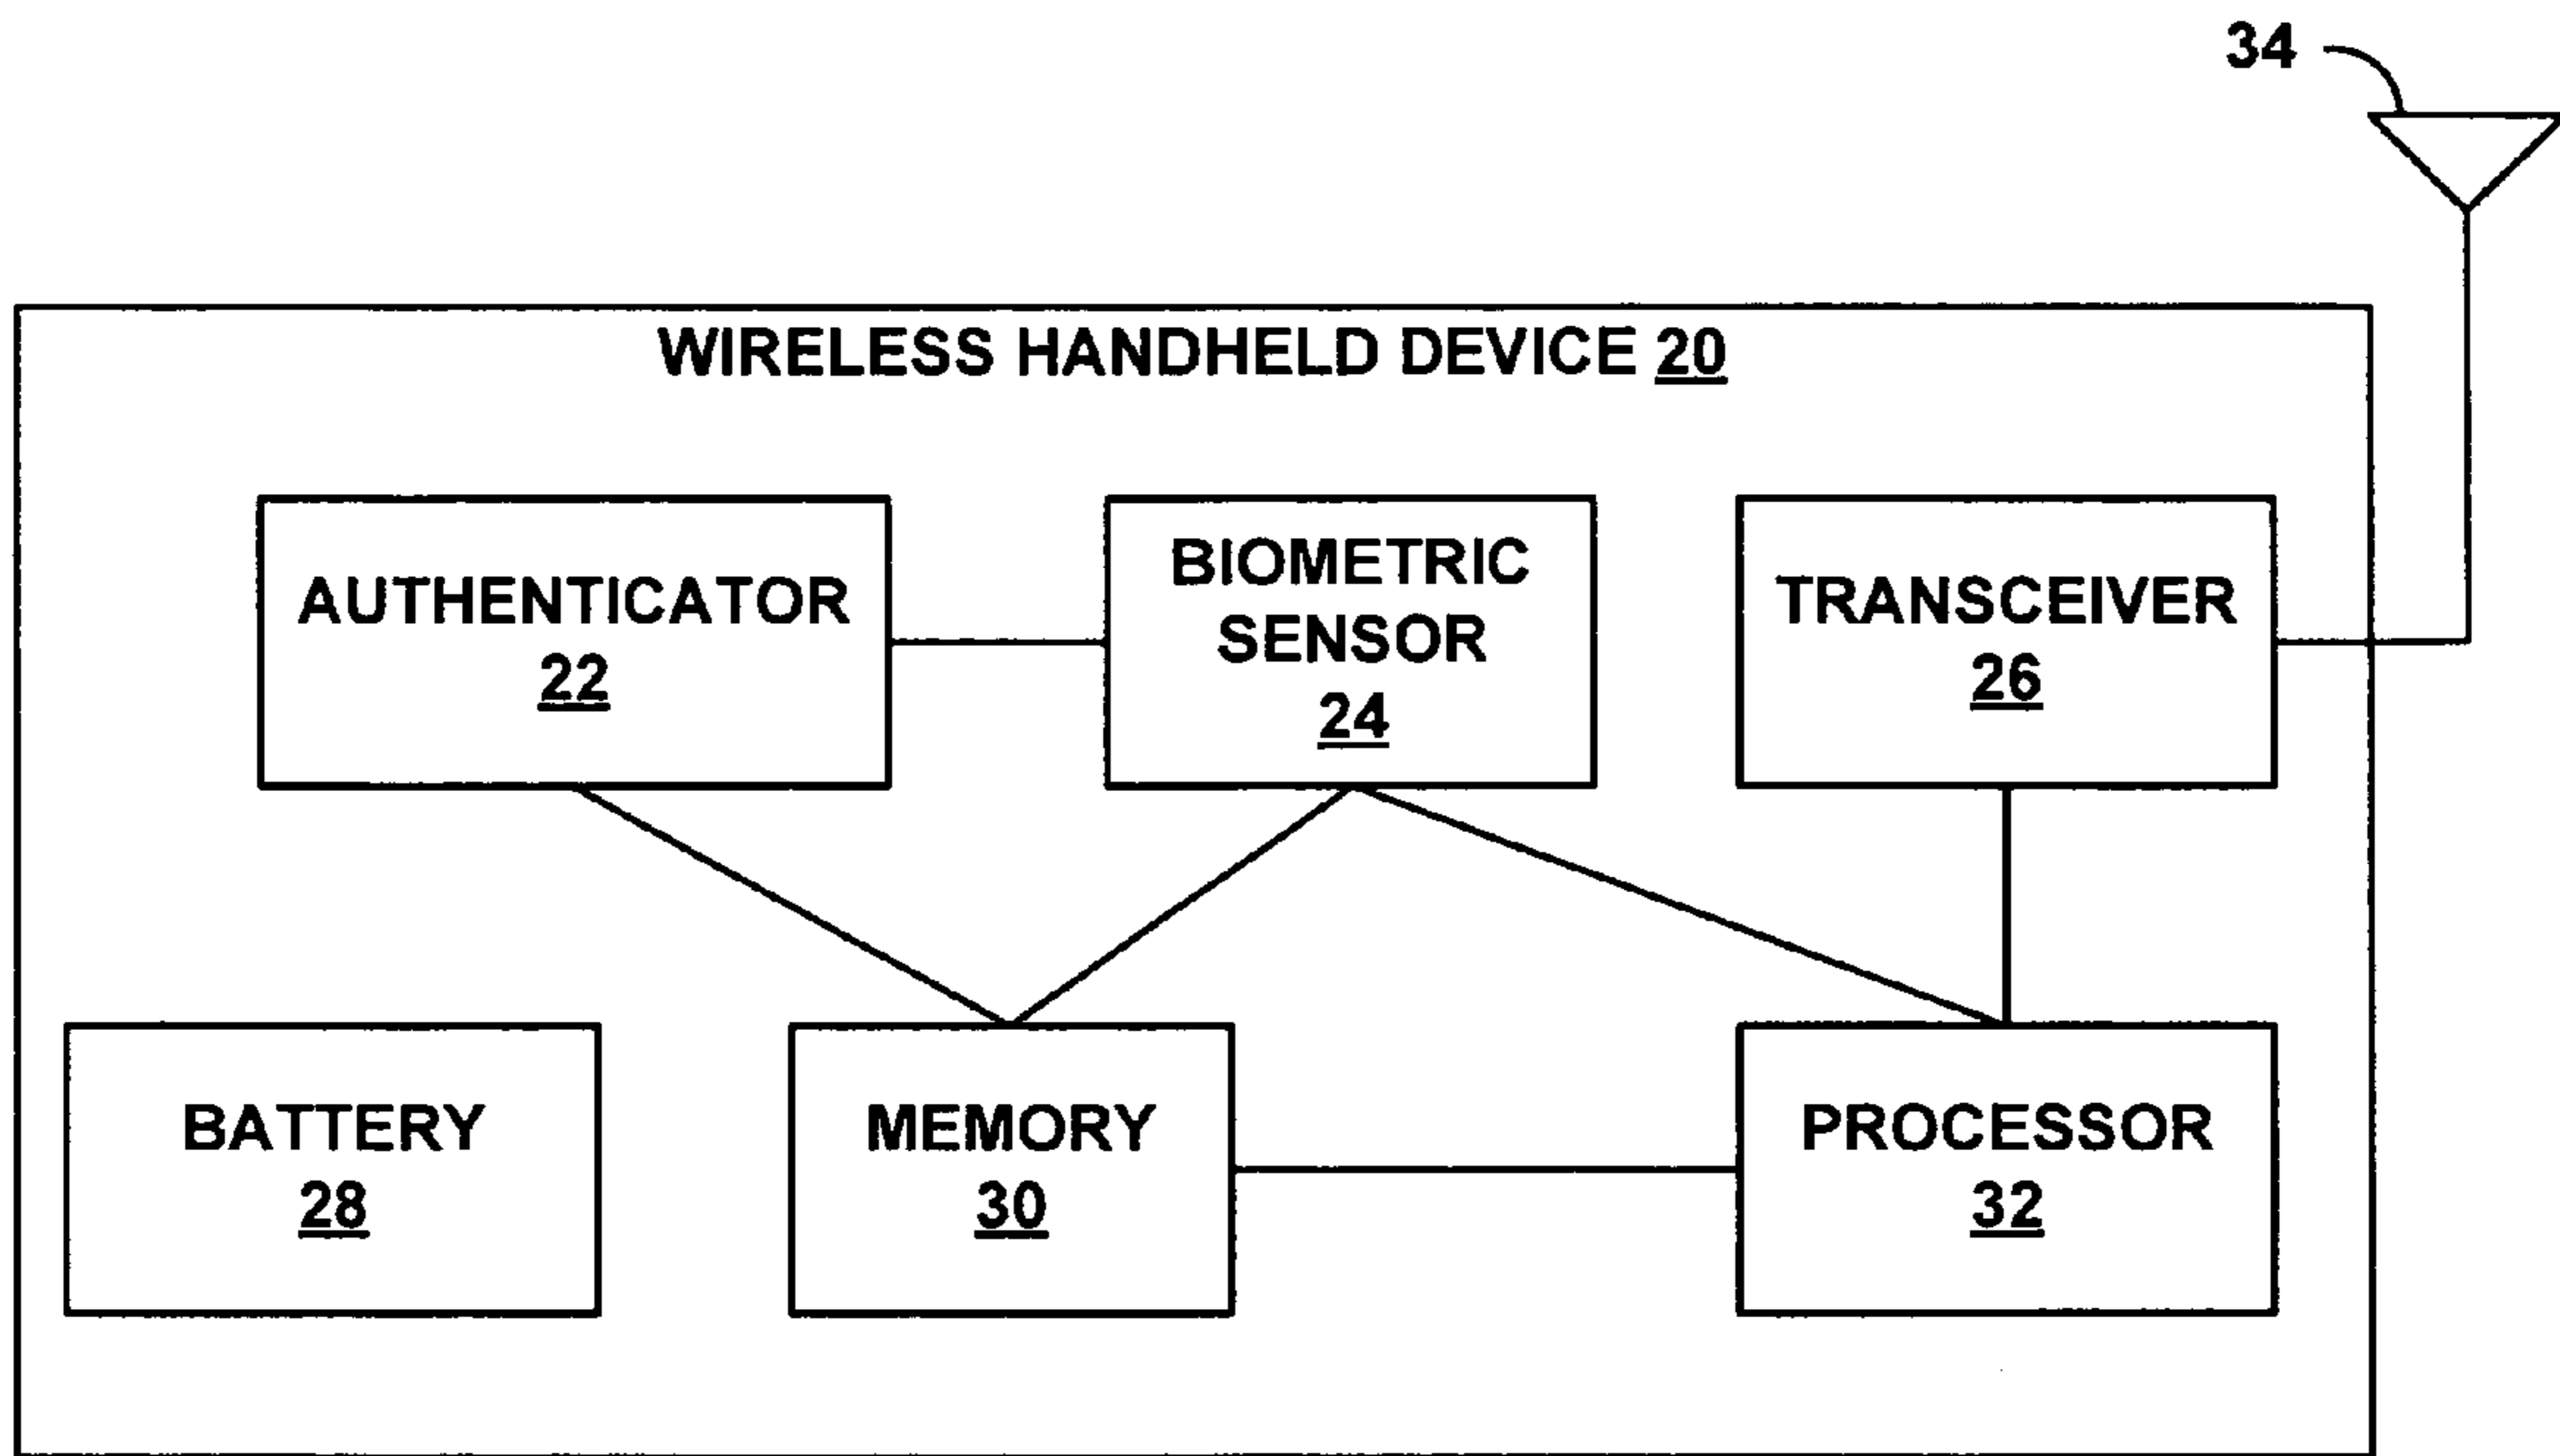 34
WIRELESS HANDHELD DEVICE 20
AUTHENTICATOR
22
BIOMETRIC
SENSOR
24
TRANSCEIVER
26
BATTERY
28
MEMORY
30
PROCESSOR
32